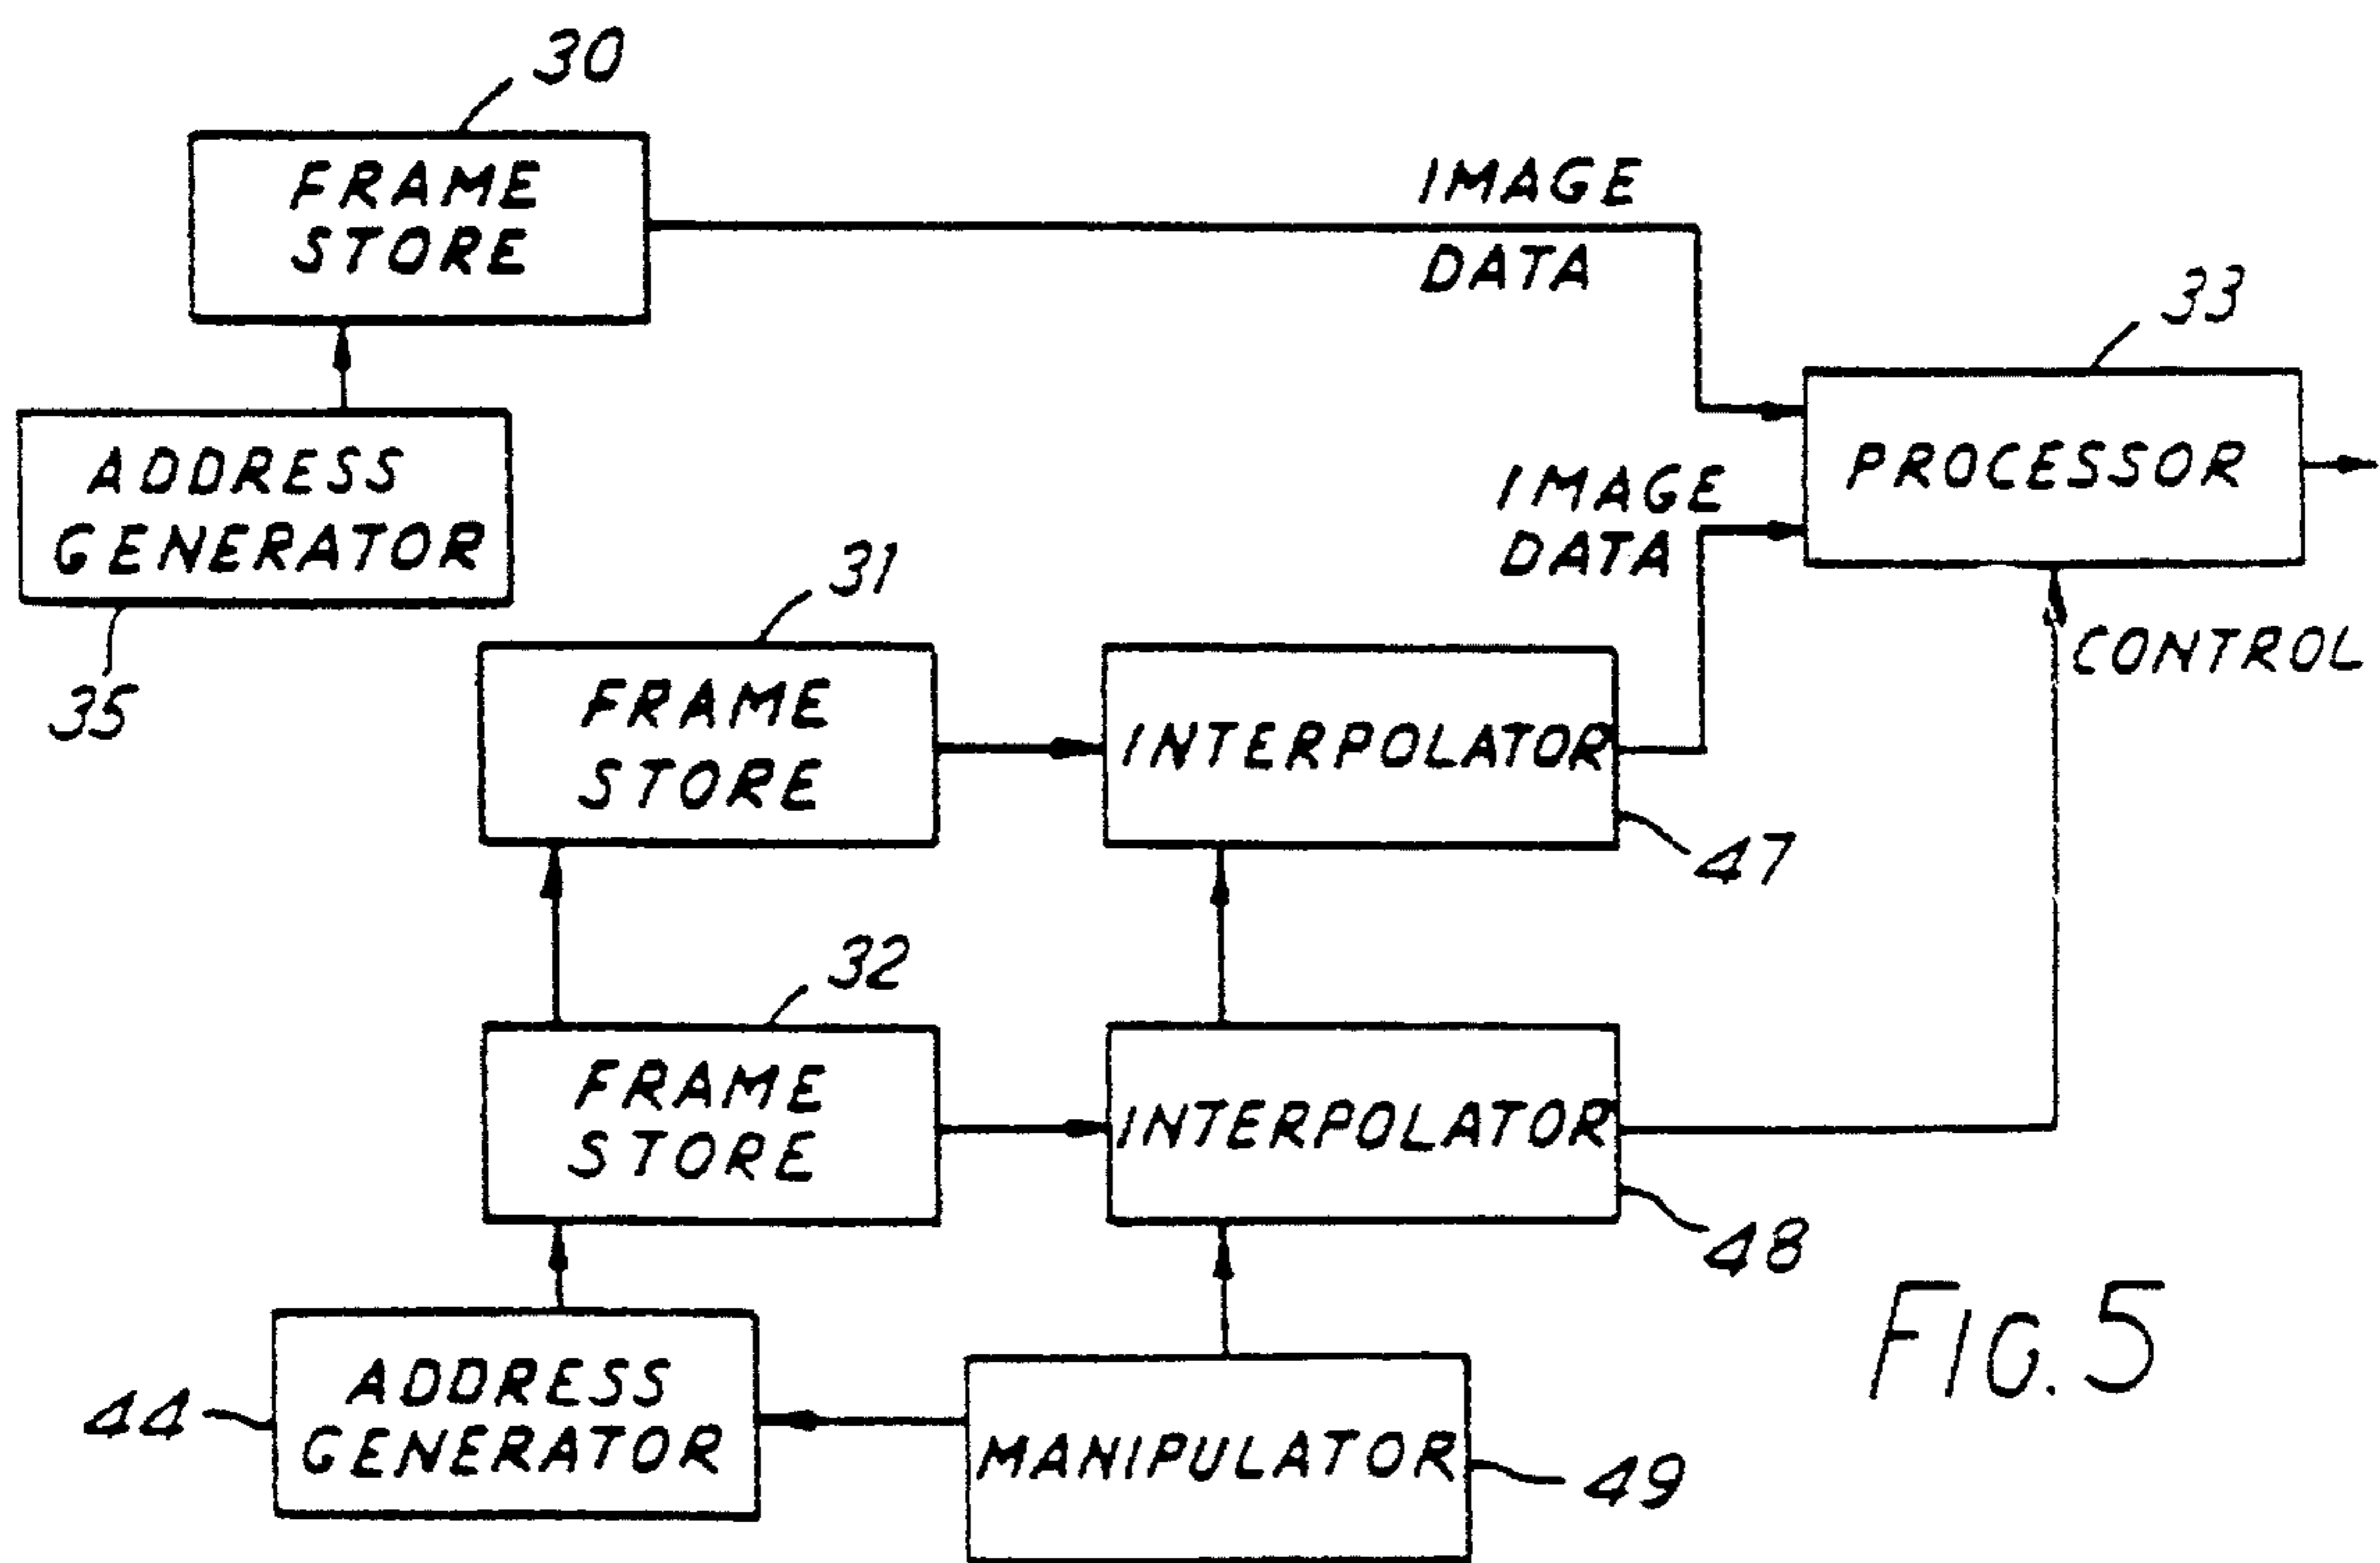 30
FRAME
STORE
IMAGE
DATA
33
PROCESSOR
ADDRESS
GENERATOR
35
IMAGE
DATA
CONTROL
31
FRAME
STORE
INTERPOLATOR
47
32
FRAME
STORE
INTERPOLATOR
48
44
ADDRESS
GENERATOR
MANIPULATOR
49
FIG. 5